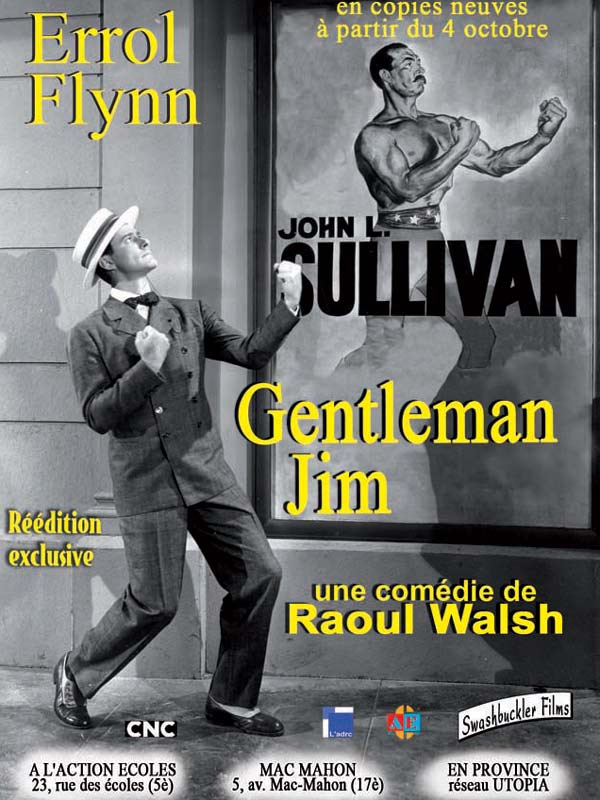 en copies neuves
à partir du 4 octobre
Errol
Flynn
JOHN L.
SULLIVAN
Gentleman
Jim
Réédition
exclusive
une comédie de
Raoul Walsh
CNC
L'adrc
AE
Swashbuckler Films
A L'ACTION ECOLES
23, rue des écoles (5è)
MAC MAHON
5, av. Mac-Mahon (17è)
EN PROVINCE
réseau UTOPIA